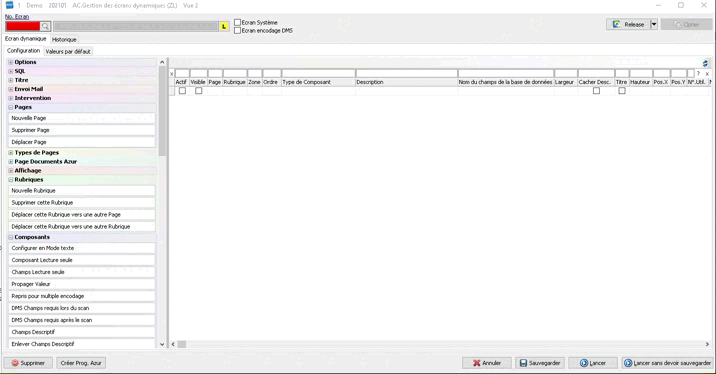 1 Demo 202101 AC.Gestion des écrans dynamiques (ZL) Vue 2
No. Ecran
L
Ecran Système
Ecran encodage DMS
Release
Ecran dynamique Historique
Configuration Valeurs par défaut
Options
SQL
Titre
Envoi Mail
Intervention
Pages
Nouvelle Page
Supprimer Page
Déplacer Page
Types de Pages
Page Documents Azur
Affichage
Rubriques
Nouvelle Rubrique
Supprimer cette Rubrique
Déplacer cette Rubrique vers une autre Page
Déplacer cette Rubrique vers une autre Rubrique
Composants
Configurer en Mode texte
Composant Lecture seule
Champs Lecture seule
Propager Valeur
Repris pour multiple encodage
DMS Champs requis lors du scan
DMS Champs requis après le scan
Champs Descriptif
Enlever Champs Descriptif
x ? x
Actif Visible Page Rubrique Zone Ordre Type de Composant Description Nom du champs de la base de données Largeur Cacher Desc. Titre Hauteur Pos.X Pos.Y N°.Util.
Supprimer Créer Prog. Azur Annuler Sauvegarder Lancer Lancer sans devoir sauvegarder